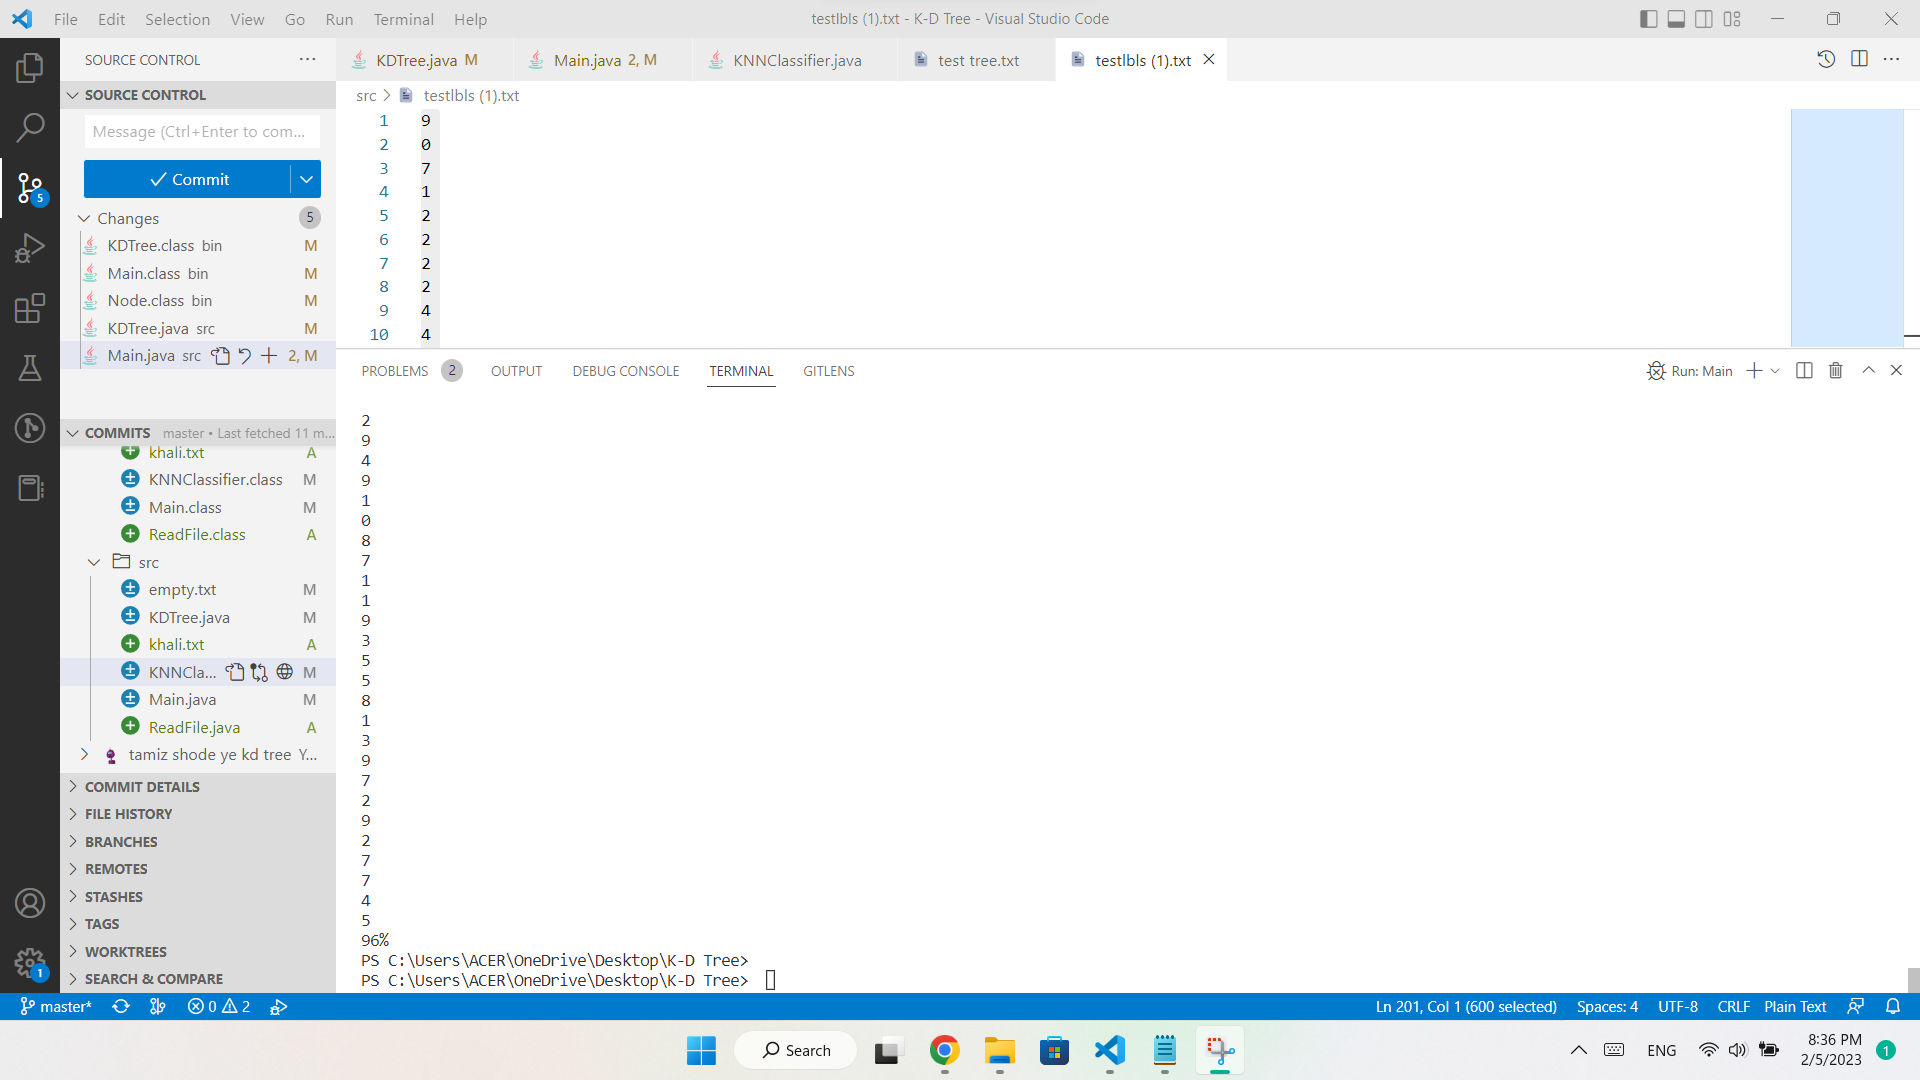 File Edit Selection View Go Run Terminal Help
testlbls (1).txt - K-D Tree - Visual Studio Code
SOURCE CONTROL
SOURCE CONTROL
Message (Ctrl+Enter to com...
Commit
Changes 5
KDTree.class bin M
Main.class bin M
Node.class bin M
KDTree.java src M
Main.java src 2, M
COMMITS master • Last fetched 11 m...
khali.txt A
KNNClassifier.class M
Main.class M
ReadFile.class A
src
empty.txt M
KDTree.java M
khali.txt A
KNNCla... M
Main.java M
ReadFile.java A
tamiz shode ye kd tree Y...
COMMIT DETAILS
FILE HISTORY
BRANCHES
REMOTES
STASHES
TAGS
WORKTREES
SEARCH & COMPARE
5
1
KDTree.java M
Main.java 2, M
KNNClassifier.java
test tree.txt
testlbls (1).txt
src > testlbls (1).txt
1 9
2 0
3 7
4 1
5 2
6 2
7 2
8 2
9 4
10 4
PROBLEMS 2 OUTPUT DEBUG CONSOLE TERMINAL GITLENS
Run: Main
2
9
4
9
1
0
8
7
1
1
9
3
5
5
8
1
3
9
7
2
9
2
7
7
4
5
96%
PS C:\Users\ACER\OneDrive\Desktop\K-D Tree>
PS C:\Users\ACER\OneDrive\Desktop\K-D Tree>
master* 0 2
Ln 201, Col 1 (600 selected) Spaces: 4 UTF-8 CRLF Plain Text
Search
ENG
8:36 PM
2/5/2023
1